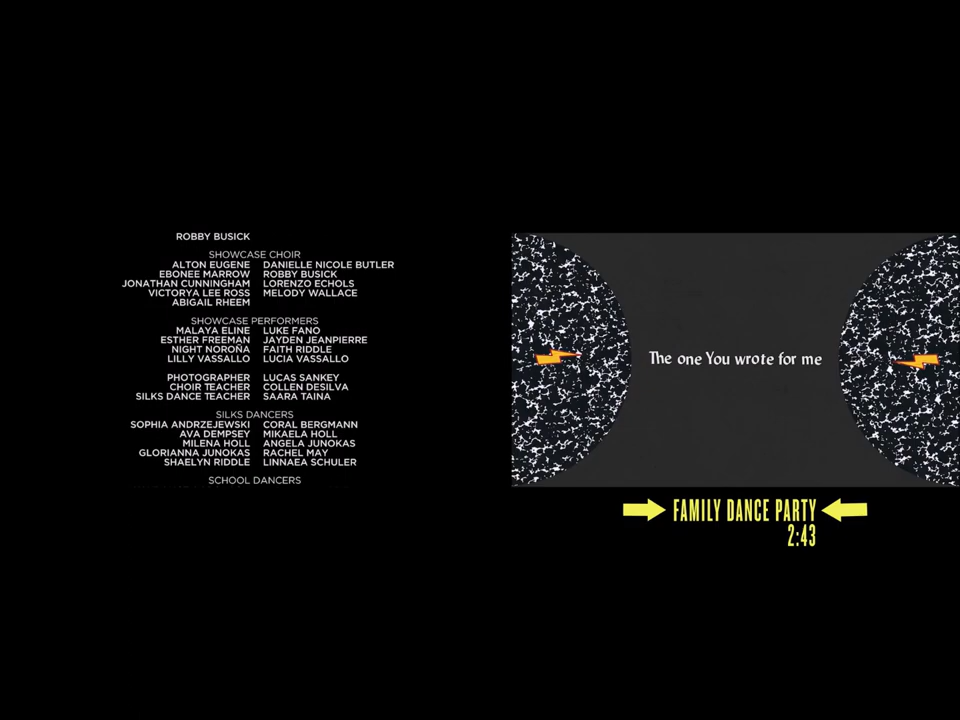 ROBBY BUSICK
SHOWCASE CHOIR
ALTON EUGENE DANIELLE NICOLE BUTLER
EBONEE MARROW ROBBY BUSICK
JONATHAN CUNNINGHAM LORENZO ECHOLS
VICTORYA LEE ROSS MELODY WALLACE
ABIGAIL RHEEM
SHOWCASE PERFORMERS
MALAYA ELINE LUKE FANO
ESTHER FREEMAN JAYDEN JEANPIERRE
NIGHT NOROÑA FAITH RIDDLE
LILLY VASSALLO LUCIA VASSALLO
PHOTOGRAPHER LUCAS SANKEY
CHOIR TEACHER COLLEN DESILVA
SILKS DANCE TEACHER SAARA TAINA
SILKS DANCERS
SOPHIA ANDRZEJEWSKI CORAL BERGMANN
AVA DEMPSEY MIKAELA HOLL
MILENA HOLL ANGELA JUNOKAS
GLORIANNA JUNOKAS RACHEL MAY
SHAELYN RIDDLE LINNAEA SCHULER
SCHOOL DANCERS
The one You wrote for me
FAMILY DANCE PARTY
2:43